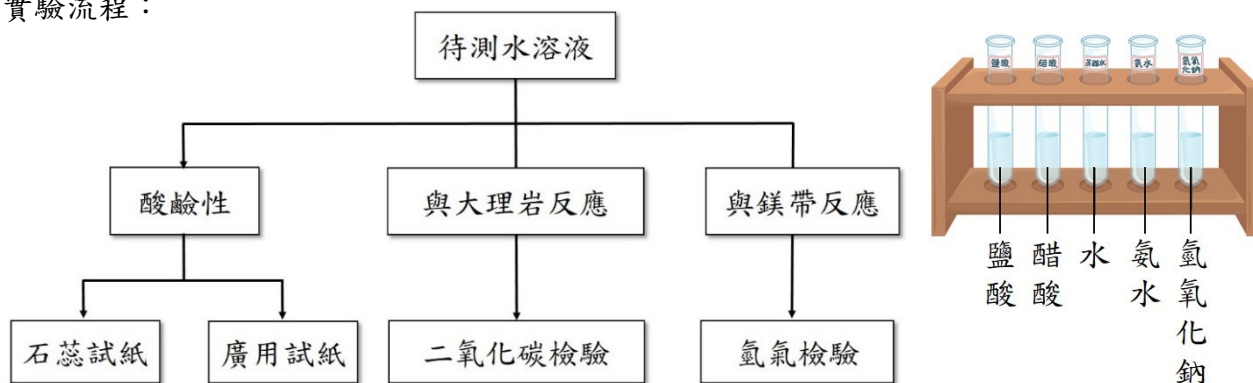 實驗流程：
待測水溶液
酸鹼性
與大理岩反應
與鎂帶反應
石蕊試紙
廣用試紙
二氧化碳檢驗
氫氣檢驗
鹽酸
醋酸
蒸餾水
氨水
氫氧化鈉
鹽酸
醋酸
水
氨水
氫氧化鈉